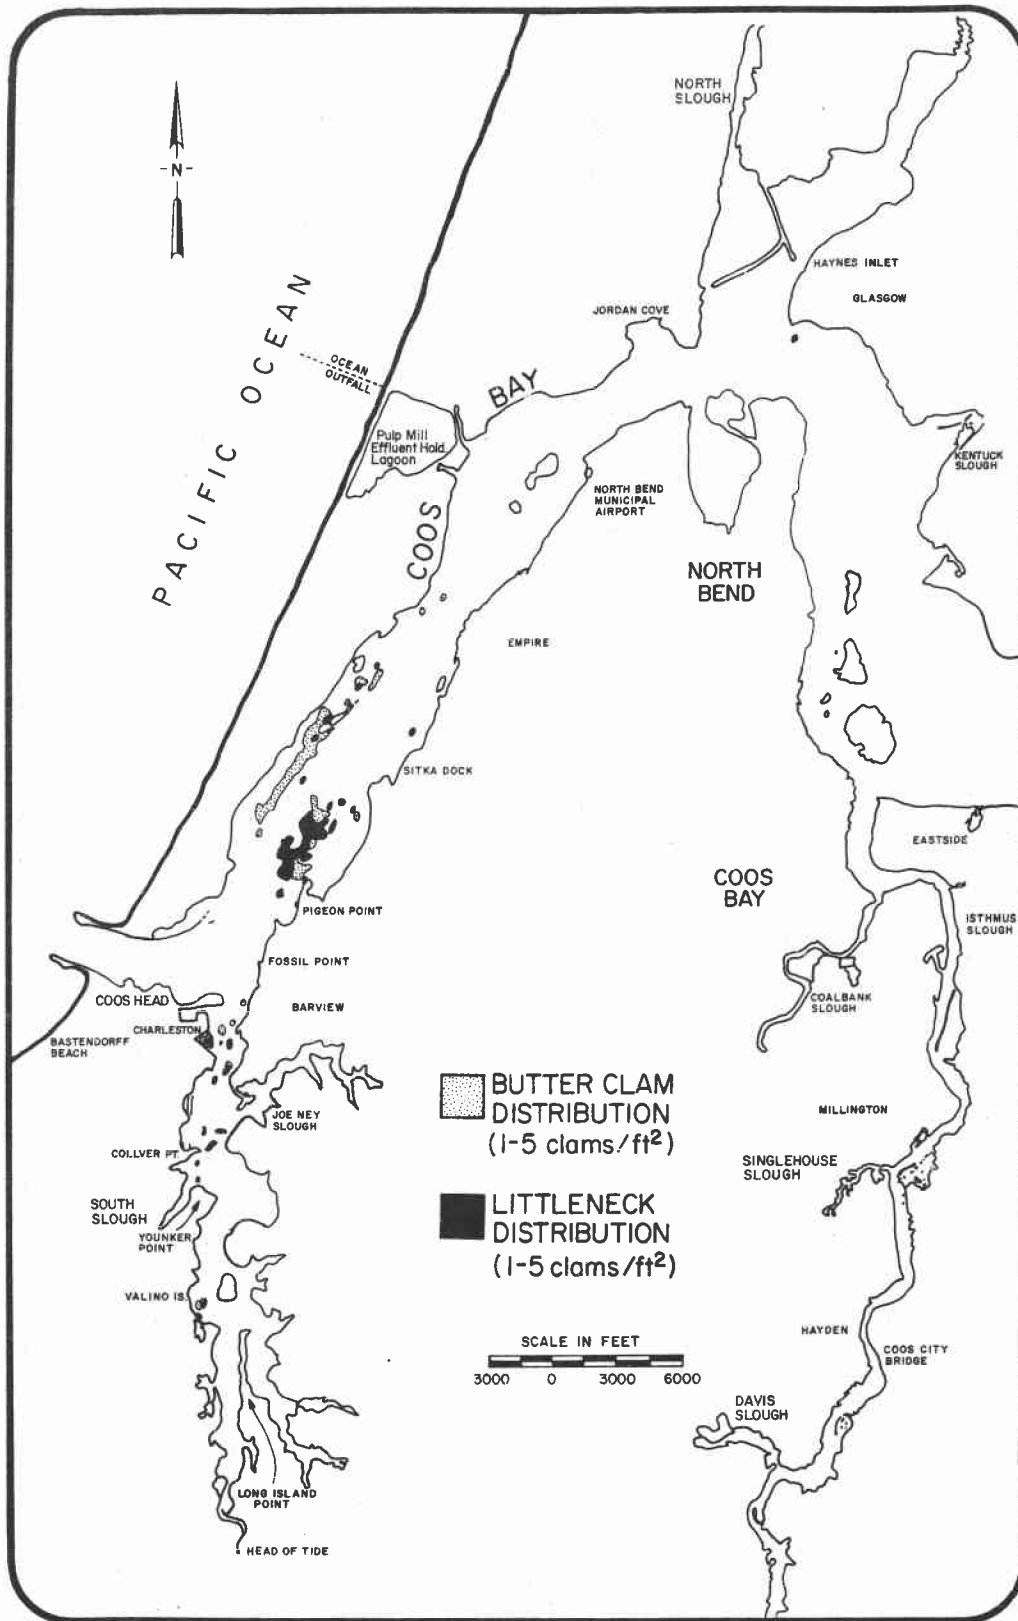 NORTH
SLOUGH
-N-
HAYNES INLET
GLASGOW
JORDAN COVE
PACIFIC OCEAN
OCEAN
OUTFALL
COOS BAY
Pulp Mill
Effluent Hold.
Lagoon
KENTUCK
SLOUGH
NORTH BEND
MUNICIPAL
AIRPORT
NORTH
BEND
EMPIRE
SITKA DOCK
EASTSIDE
COOS
BAY
PIGEON POINT
ISTHMUS
SLOUGH
FOSSIL POINT
COOS HEAD
BARVIEW
COALBANK
SLOUGH
CHARLESTON
BASTENDORFF
BEACH
BUTTER CLAM
DISTRIBUTION
(1-5 clams/ft²)
JOE NEY
SLOUGH
MILLINGTON
COLLVER PT.
SINGLEHOUSE
SLOUGH
LITTLENECK
DISTRIBUTION
(1-5 clams/ft²)
SOUTH
SLOUGH
YOUNKER
POINT
VALINO IS.
HAYDEN
COOS CITY
BRIDGE
SCALE IN FEET
3000 0 3000 6000
DAVIS
SLOUGH
LONG ISLAND
POINT
HEAD OF TIDE